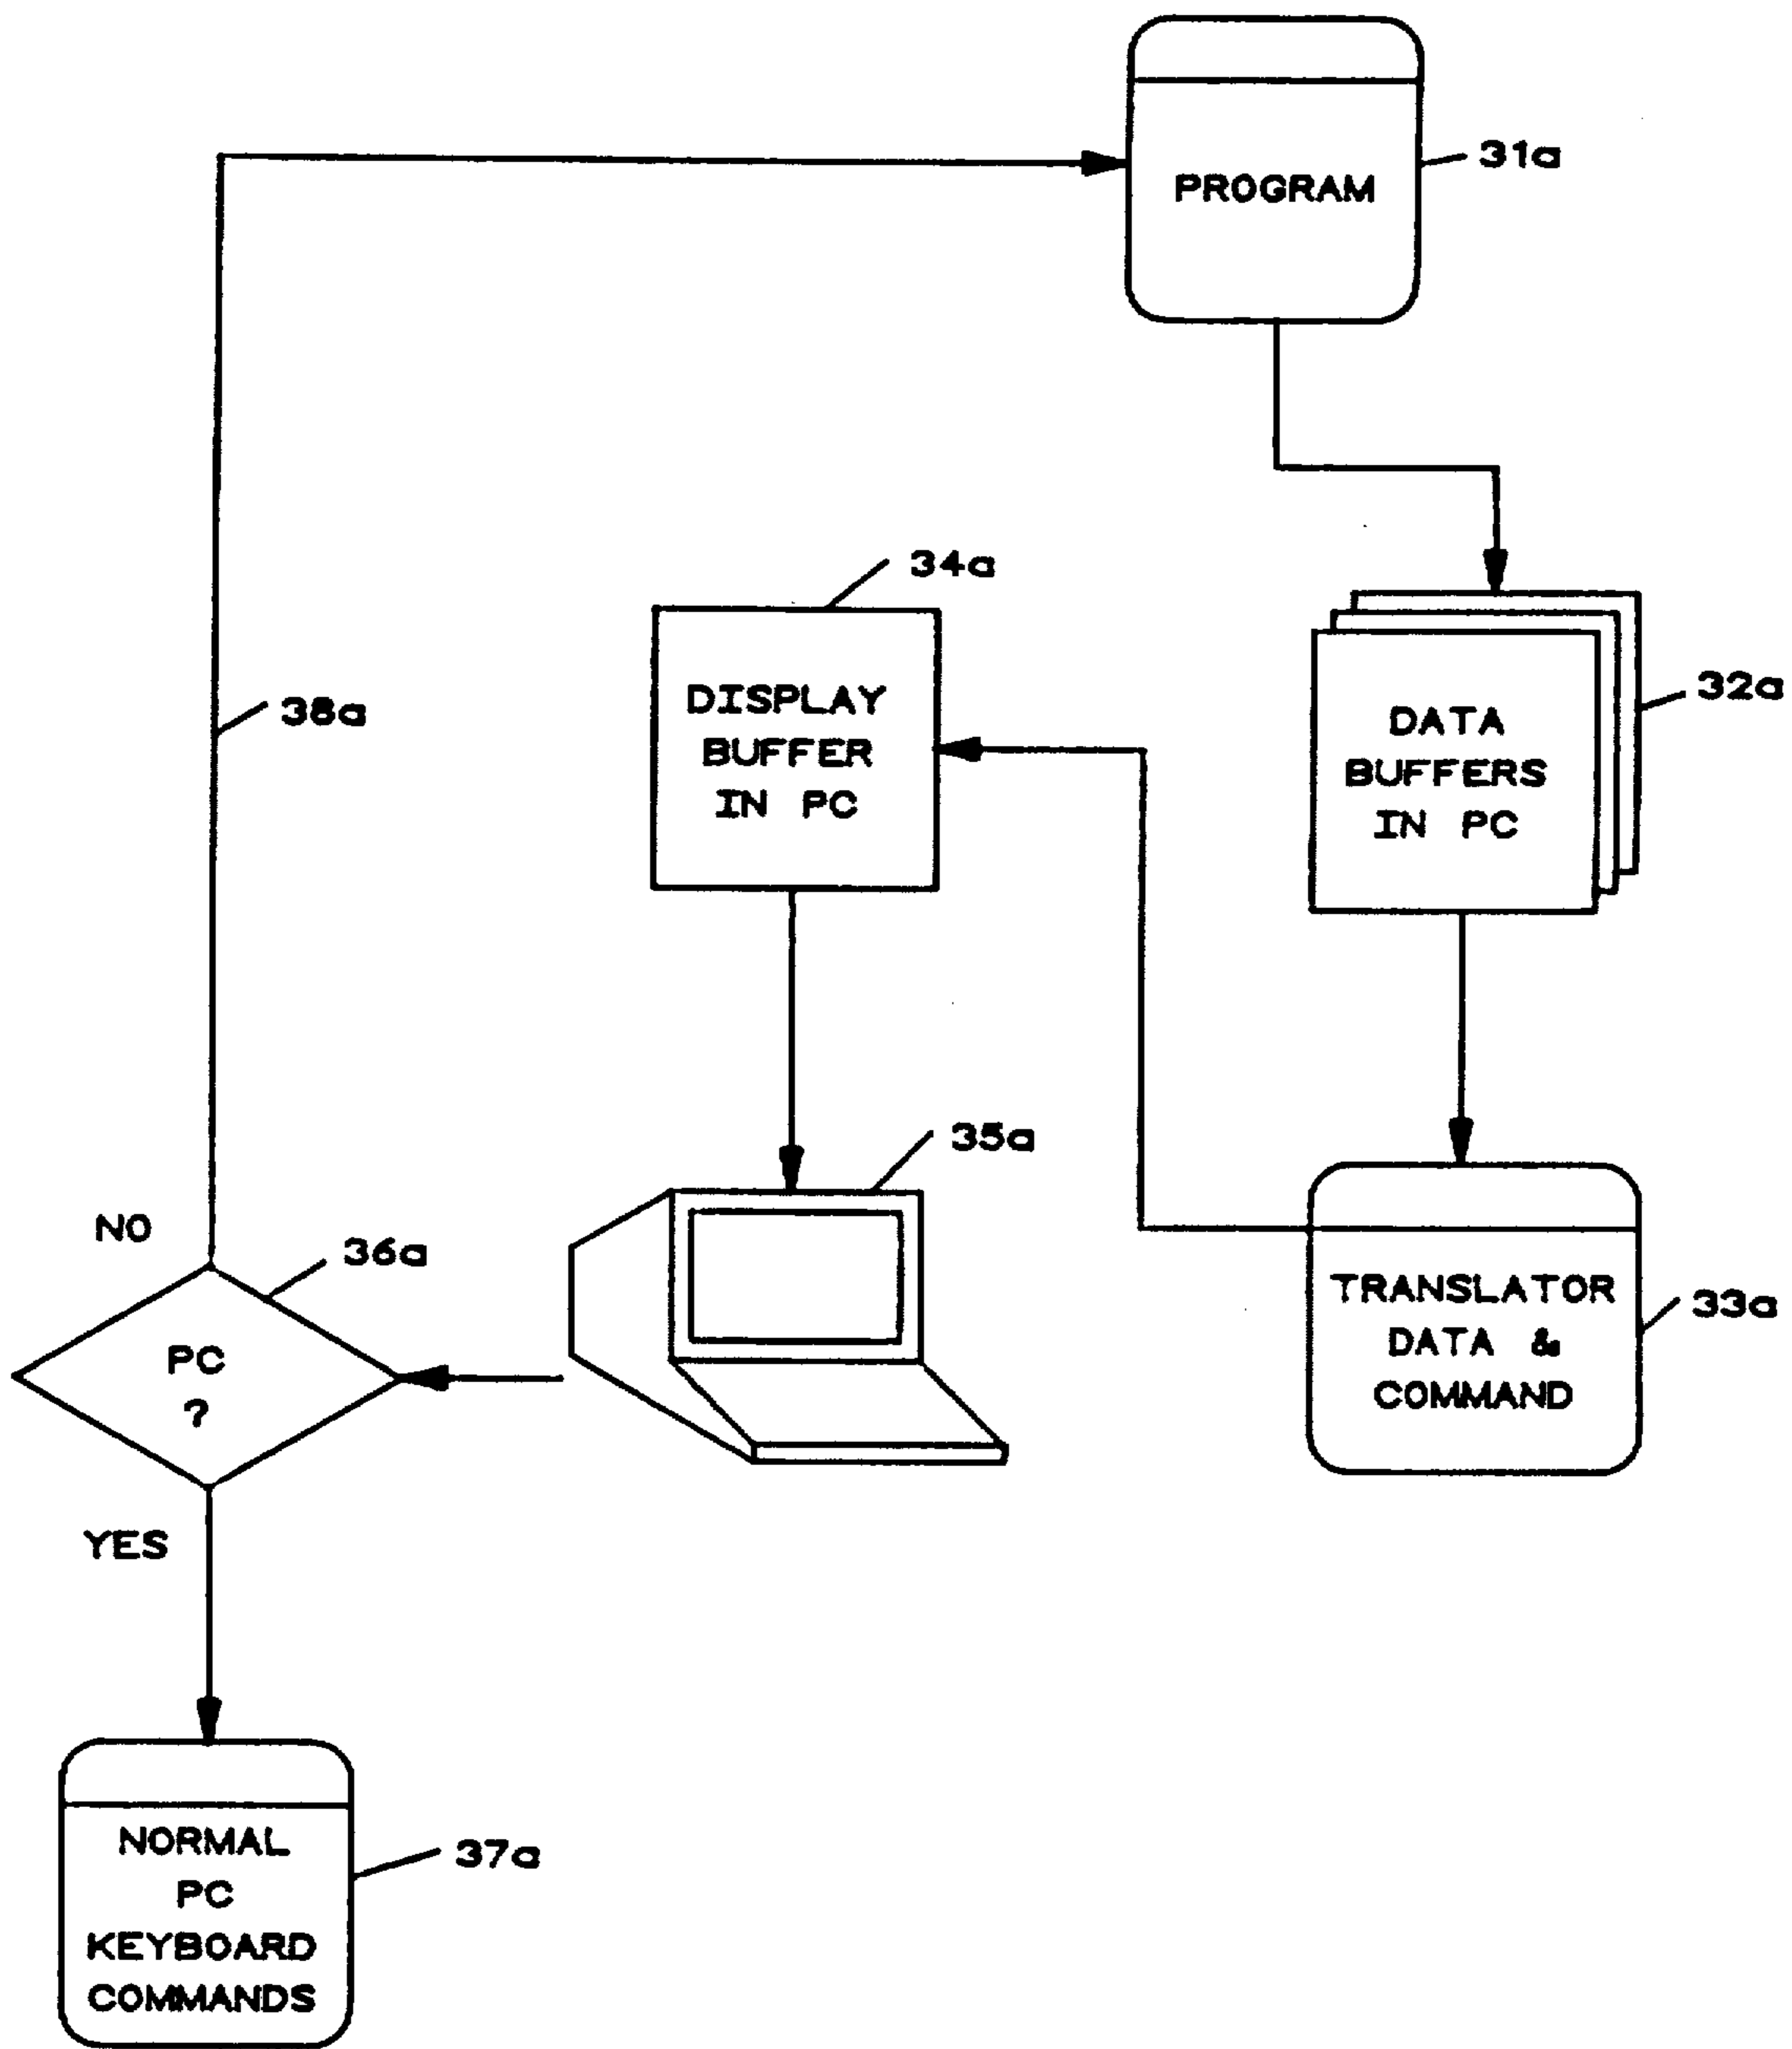 31a
PROGRAM
34a
32a
38a
DISPLAY
BUFFER
IN PC
DATA
BUFFERS
IN PC
35a
NO
36a
PC
?
TRANSLATOR
DATA &
COMMAND
33a
YES
NORMAL
PC
KEYBOARD
COMMANDS
37a